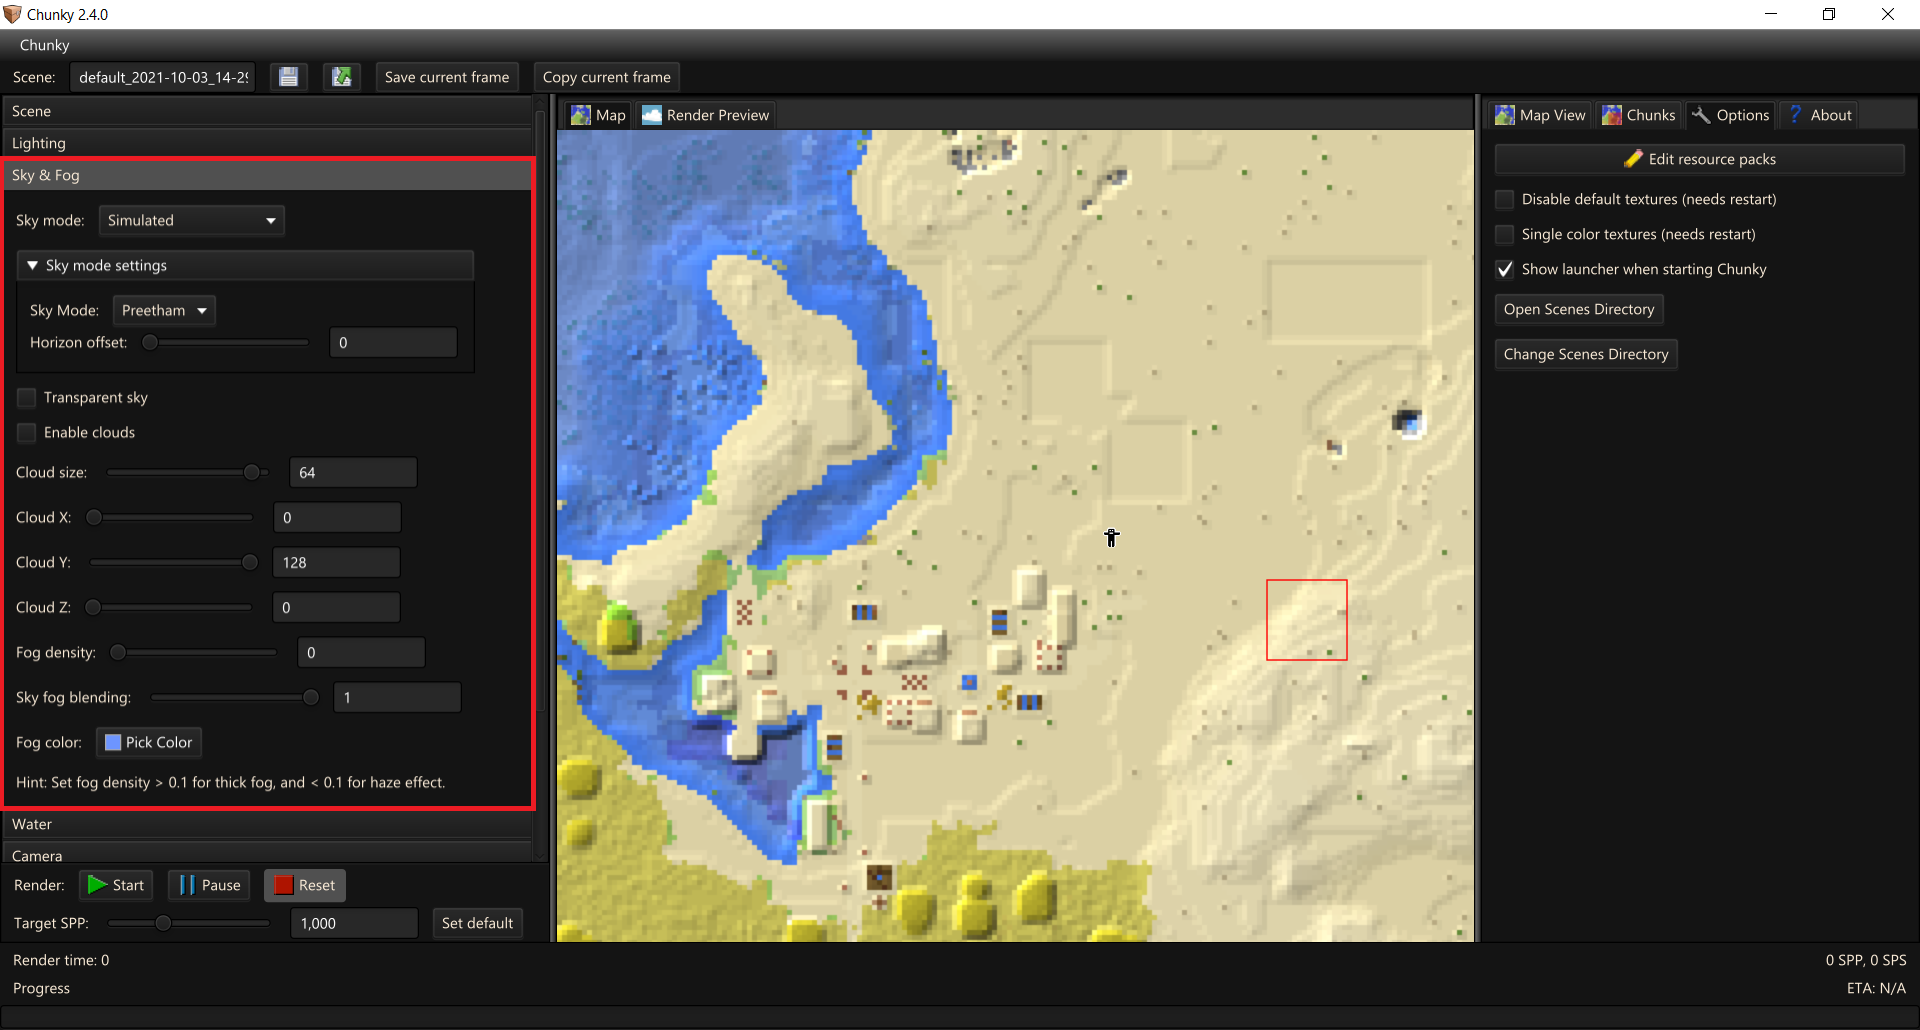 Chunky 2.4.0
Chunky
Scene: default_2021-10-03_14-29 Save current frame Copy current frame
Scene
Lighting
Sky & Fog
Sky mode: Simulated
Sky mode settings
Sky Mode: Preetham
Horizon offset: 0
Transparent sky
Enable clouds
Cloud size: 64
Cloud X: 0
Cloud Y: 128
Cloud Z: 0
Fog density: 0
Sky fog blending: 1
Fog color: Pick Color
Hint: Set fog density > 0.1 for thick fog, and < 0.1 for haze effect.
Water
Camera
Render: Start Pause Reset
Target SPP: 1,000 Set default
Map Render Preview
Map View Chunks Options ? About
Edit resource packs
Disable default textures (needs restart)
Single color textures (needs restart)
Show launcher when starting Chunky
Open Scenes Directory
Change Scenes Directory
Render time: 0
0 SPP, 0 SPS
Progress
ETA: N/A